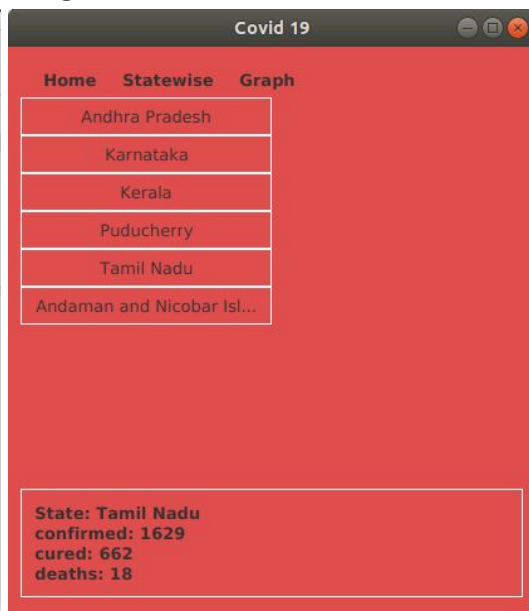 Covid 19
Home Statewise Graph
Andhra Pradesh
Karnataka
Kerala
Puducherry
Tamil Nadu
Andaman and Nicobar Isl...
State: Tamil Nadu
confirmed: 1629
cured: 662
deaths: 18